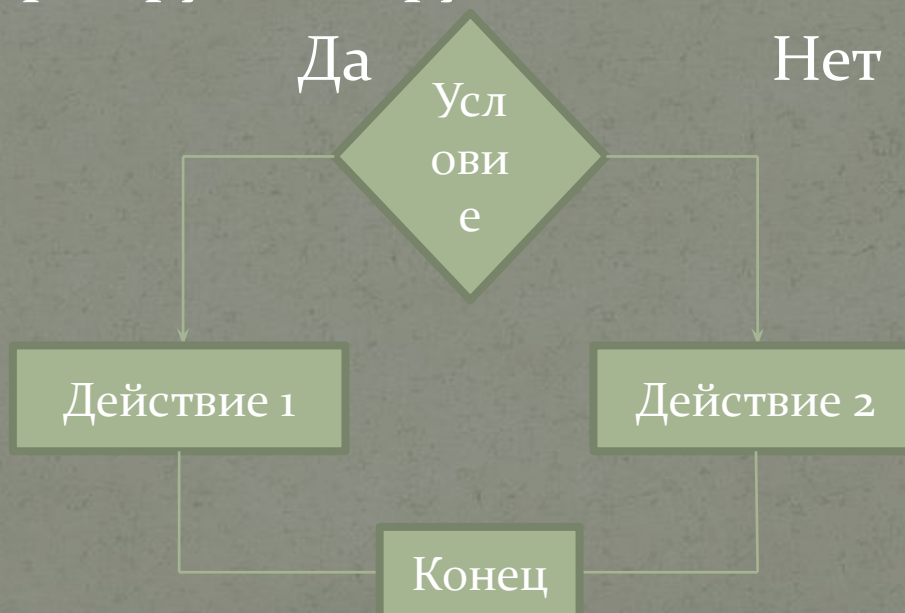 Да
Нет
Усл
ови
е
Действие 1
Действие 2
Конец